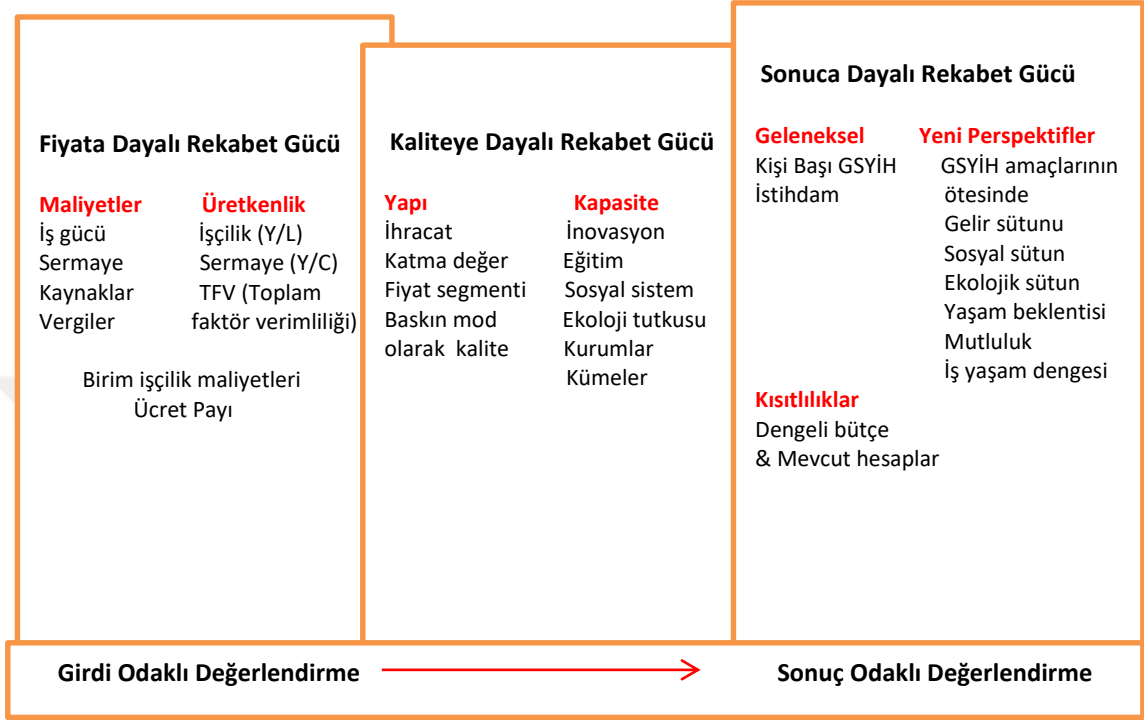 Fiyata Dayalı Rekabet Gücü
Maliyetler Üretkenlik
İş gücü İşçilik (Y/L)
Sermaye Sermaye (Y/C)
Kaynaklar TFV (Toplam
Vergiler faktör verimliliği)
Birim işçilik maliyetleri
Ücret Payı
Kaliteye Dayalı Rekabet Gücü
Yapı Kapasite
İhracat İnovasyon
Katma değer Eğitim
Fiyat segmenti Sosyal sistem
Baskın mod Ekoloji tutkusu
olarak kalite Kurumlar
Kümeler
Sonuca Dayalı Rekabet Gücü
Geleneksel Yeni Perspektifler
Kişi Başı GSYİH GSYİH amaçlarının
İstihdam ötesinde
Gelir sütunu
Sosyal sütun
Ekolojik sütun
Yaşam beklentisi
Mutluluk
İş yaşam dengesi
Kısıtlılıklar
Dengeli bütçe
& Mevcut hesaplar
Girdi Odaklı Değerlendirme Sonuç Odaklı Değerlendirme